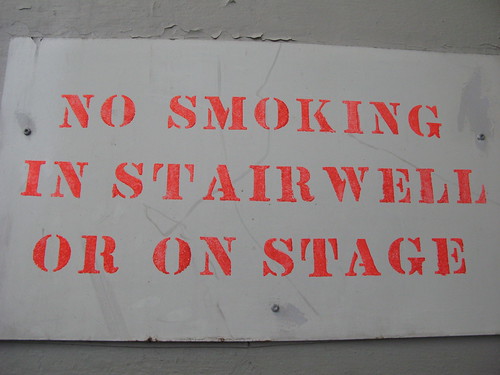 NO SMOKING
IN STAIRWELL
OR ON STAGE